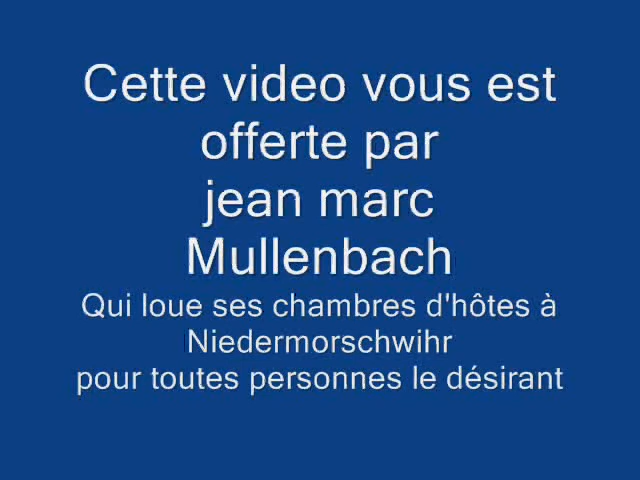 Cette video vous est
offerte par
jean marc
Mullenbach
Qui loue ses chambres d'hôtes à
Niedermorschwihr
pour toutes personnes le désirant